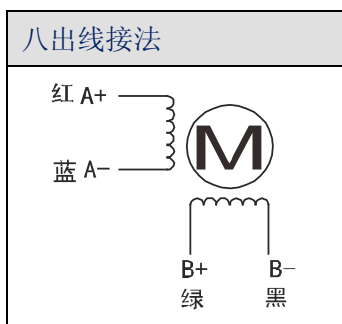 八出线接法
红 A+
蓝 A-
M
B+ B-
绿 黑